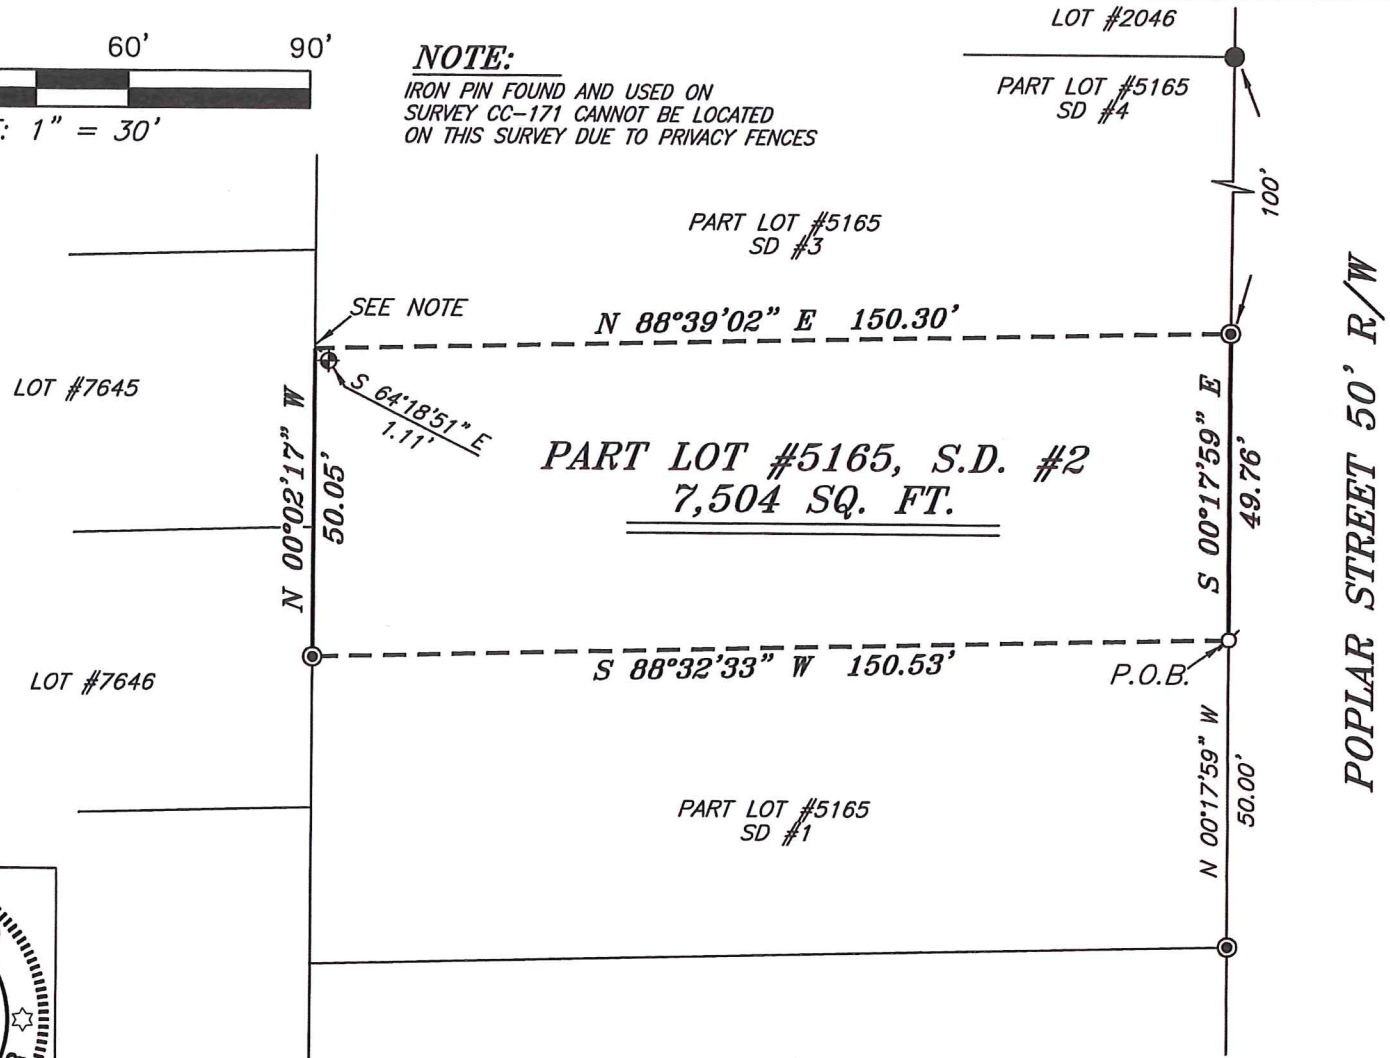 LOT #2046
60' 90'
NOTE:
IRON PIN FOUND AND USED ON
SURVEY CC-171 CANNOT BE LOCATED
ON THIS SURVEY DUE TO PRIVACY FENCES
1" = 30'
PART LOT #5165
SD #4
100'
PART LOT #5165
SD #3
SEE NOTE
N 88°39'02" E 150.30'
LOT #7645
S 64°18'51" E
1.11'
N 00°02'17" W
50.05'
PART LOT #5165, S.D. #2
7,504 SQ. FT.
S 00°17'59" E
49.76'
POPLAR STREET 50' R/W
S 88°32'33" W 150.53'
P.O.B.
LOT #7646
N 00°17'59" W
50.00'
PART LOT #5165
SD #1